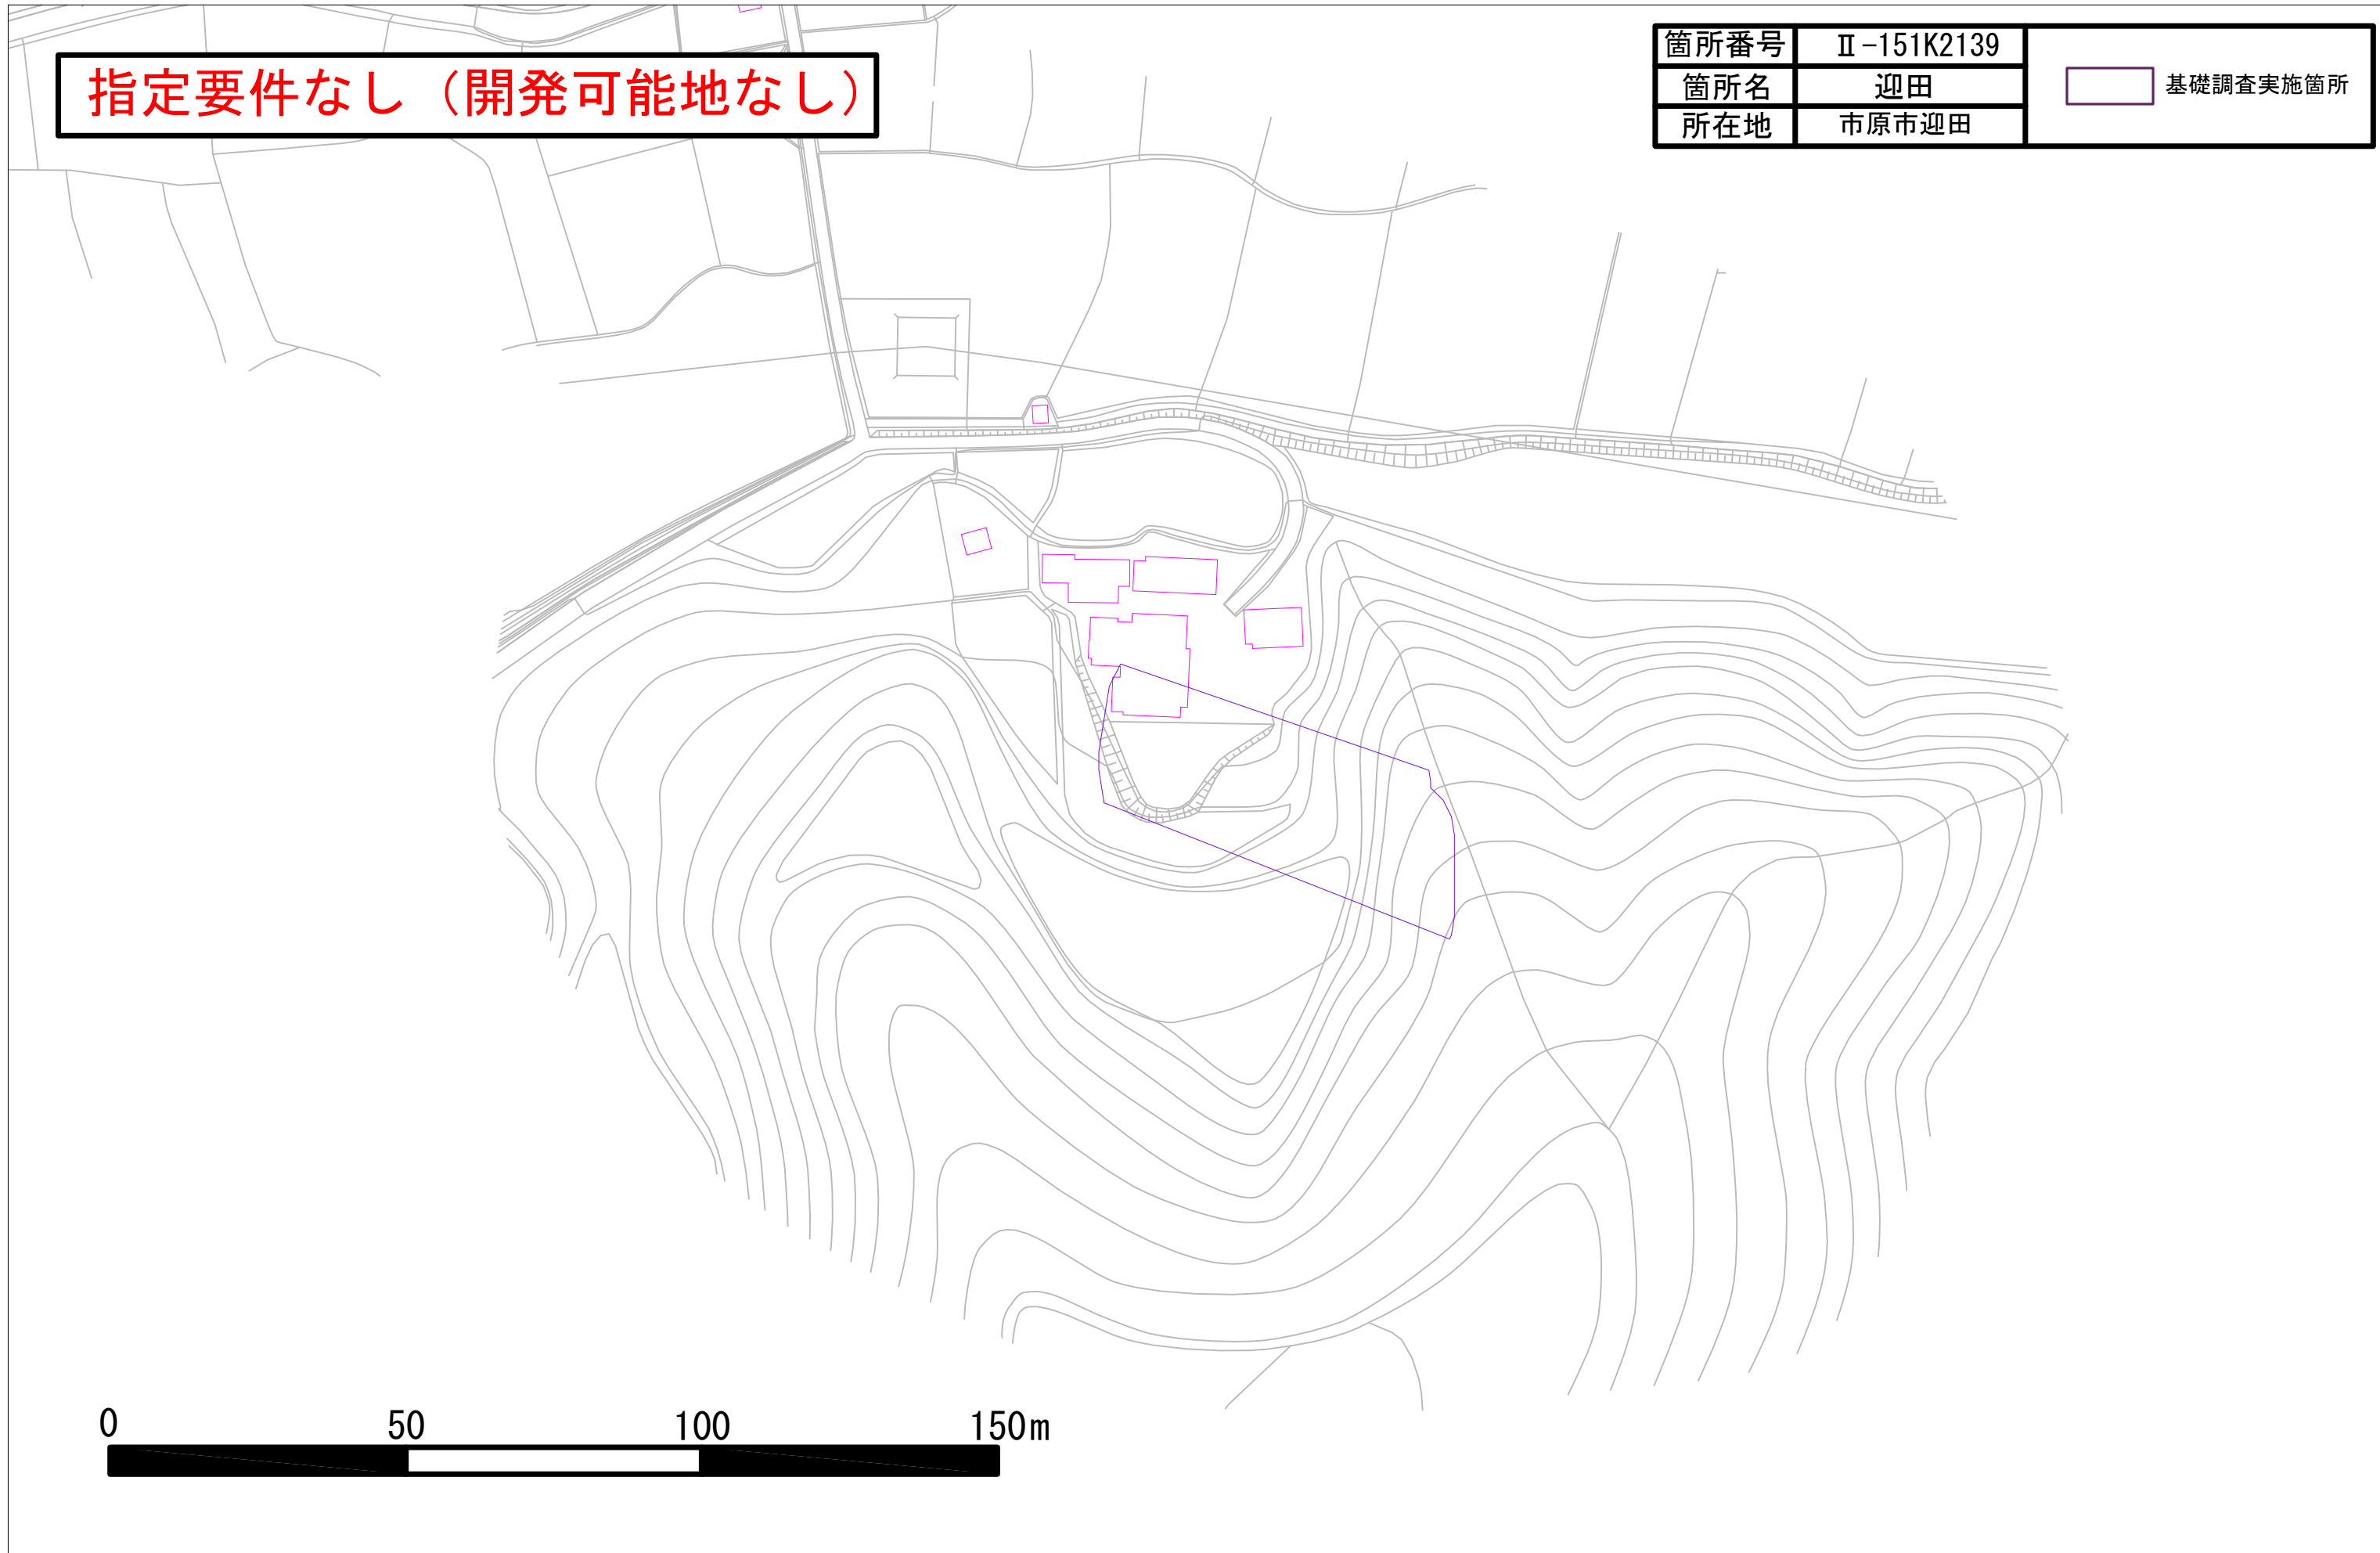 指定要件なし（開発可能地なし）
箇所番号 Ⅱ-151K2139
箇所名 迎田
所在地 市原市迎田
基礎調査実施箇所
0 50 100 150m